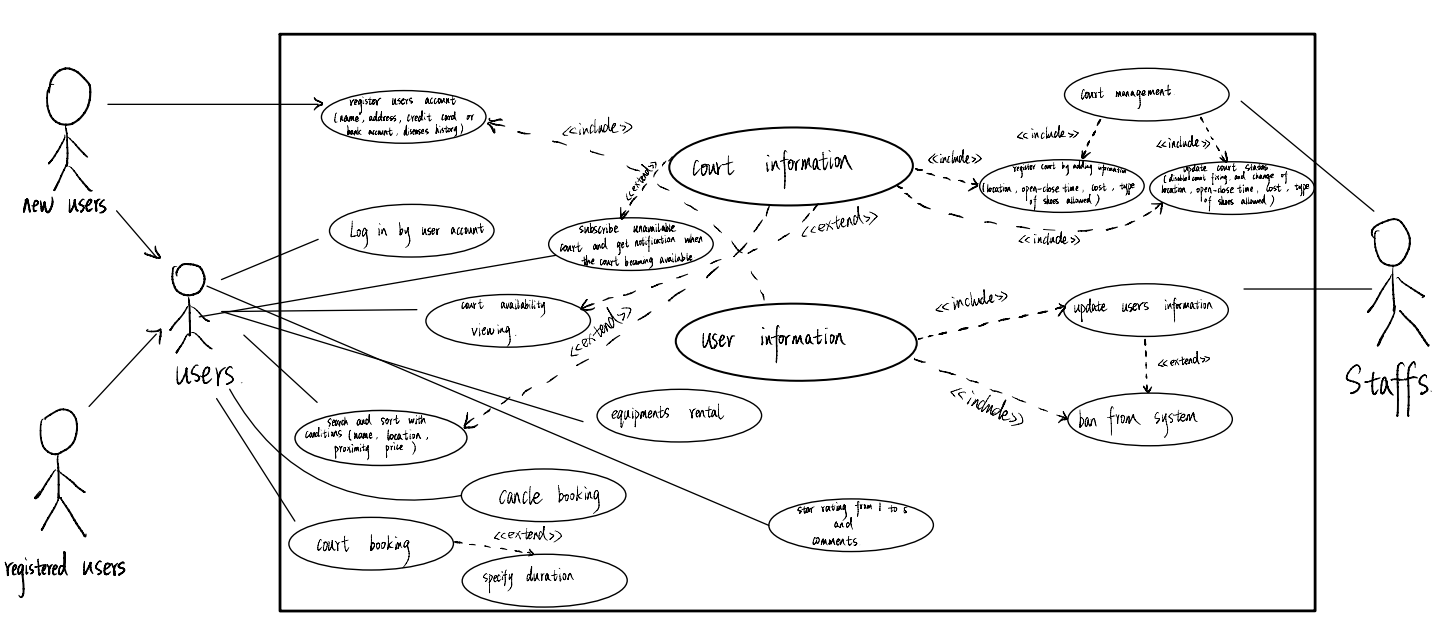 new users
users
registered users
Staffs
register users account
(name, address, credit card or
bank account, diseases history)
<<include>>
court information
<<extend>>
<<include>>
court management
<<include>>
<<include>>
register court by adding
(location, open-close time, cost, type
of shoes allowed)
update court status
(disabled court fixing, and change of
location, open-close time, cost, type
of shoes allowed)
<<include>>
<<extend>>
Log in by user account
subscribe unavailable
court and get notification when
the court becaming available
court availability
viewing.
<<extend>>
user information
<<include>>
update users information
<<extend>>
<<include>>
ban from system
search and sort with
conditions (name, location,
proximity price)
equipments rental
cancle booking
court booking
<<extend>>
specify duration
star rating from 1 to 5
and
comments